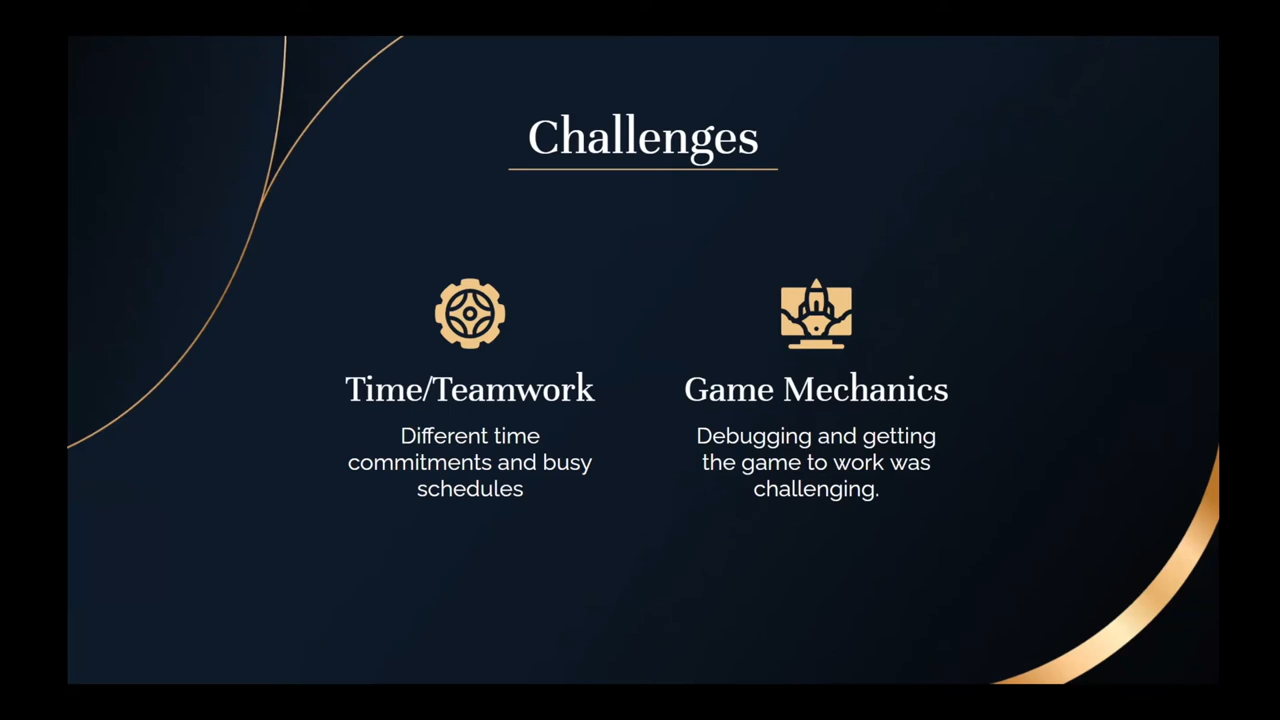 Challenges
Time/Teamwork
Different time
commitments and busy
schedules
Game Mechanics
Debugging and getting
the game to work was
challenging.